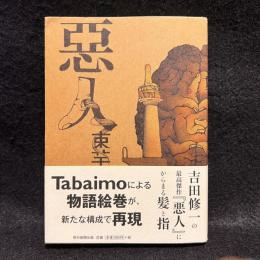 惡人
束芋
Tabaimoによる
物語絵巻が、
新たな構成で再現
吉田修一の
最高傑作『悪人』に
からまる髪と指